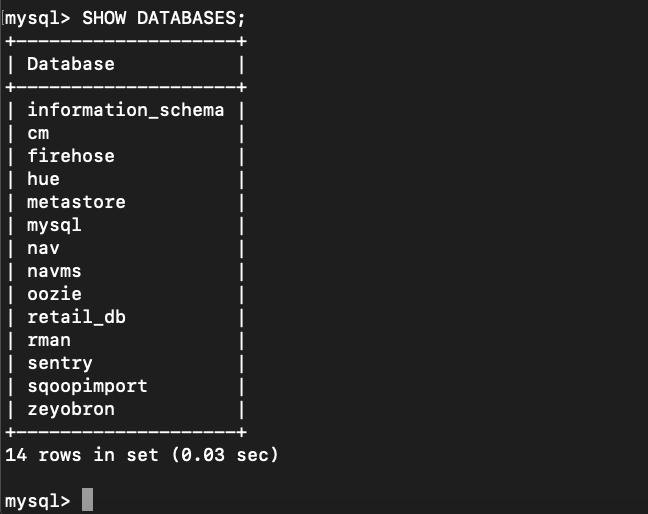 mysql> SHOW DATABASES;
+--------------------+
| Database           |
+--------------------+
| information_schema |
| cm                 |
| firehose           |
| hue                |
| metastore          |
| mysql              |
| nav                |
| navms              |
| oozie              |
| retail_db          |
| rman               |
| sentry             |
| sqoopimport        |
| zeyobron           |
+--------------------+
14 rows in set (0.03 sec)
mysql>